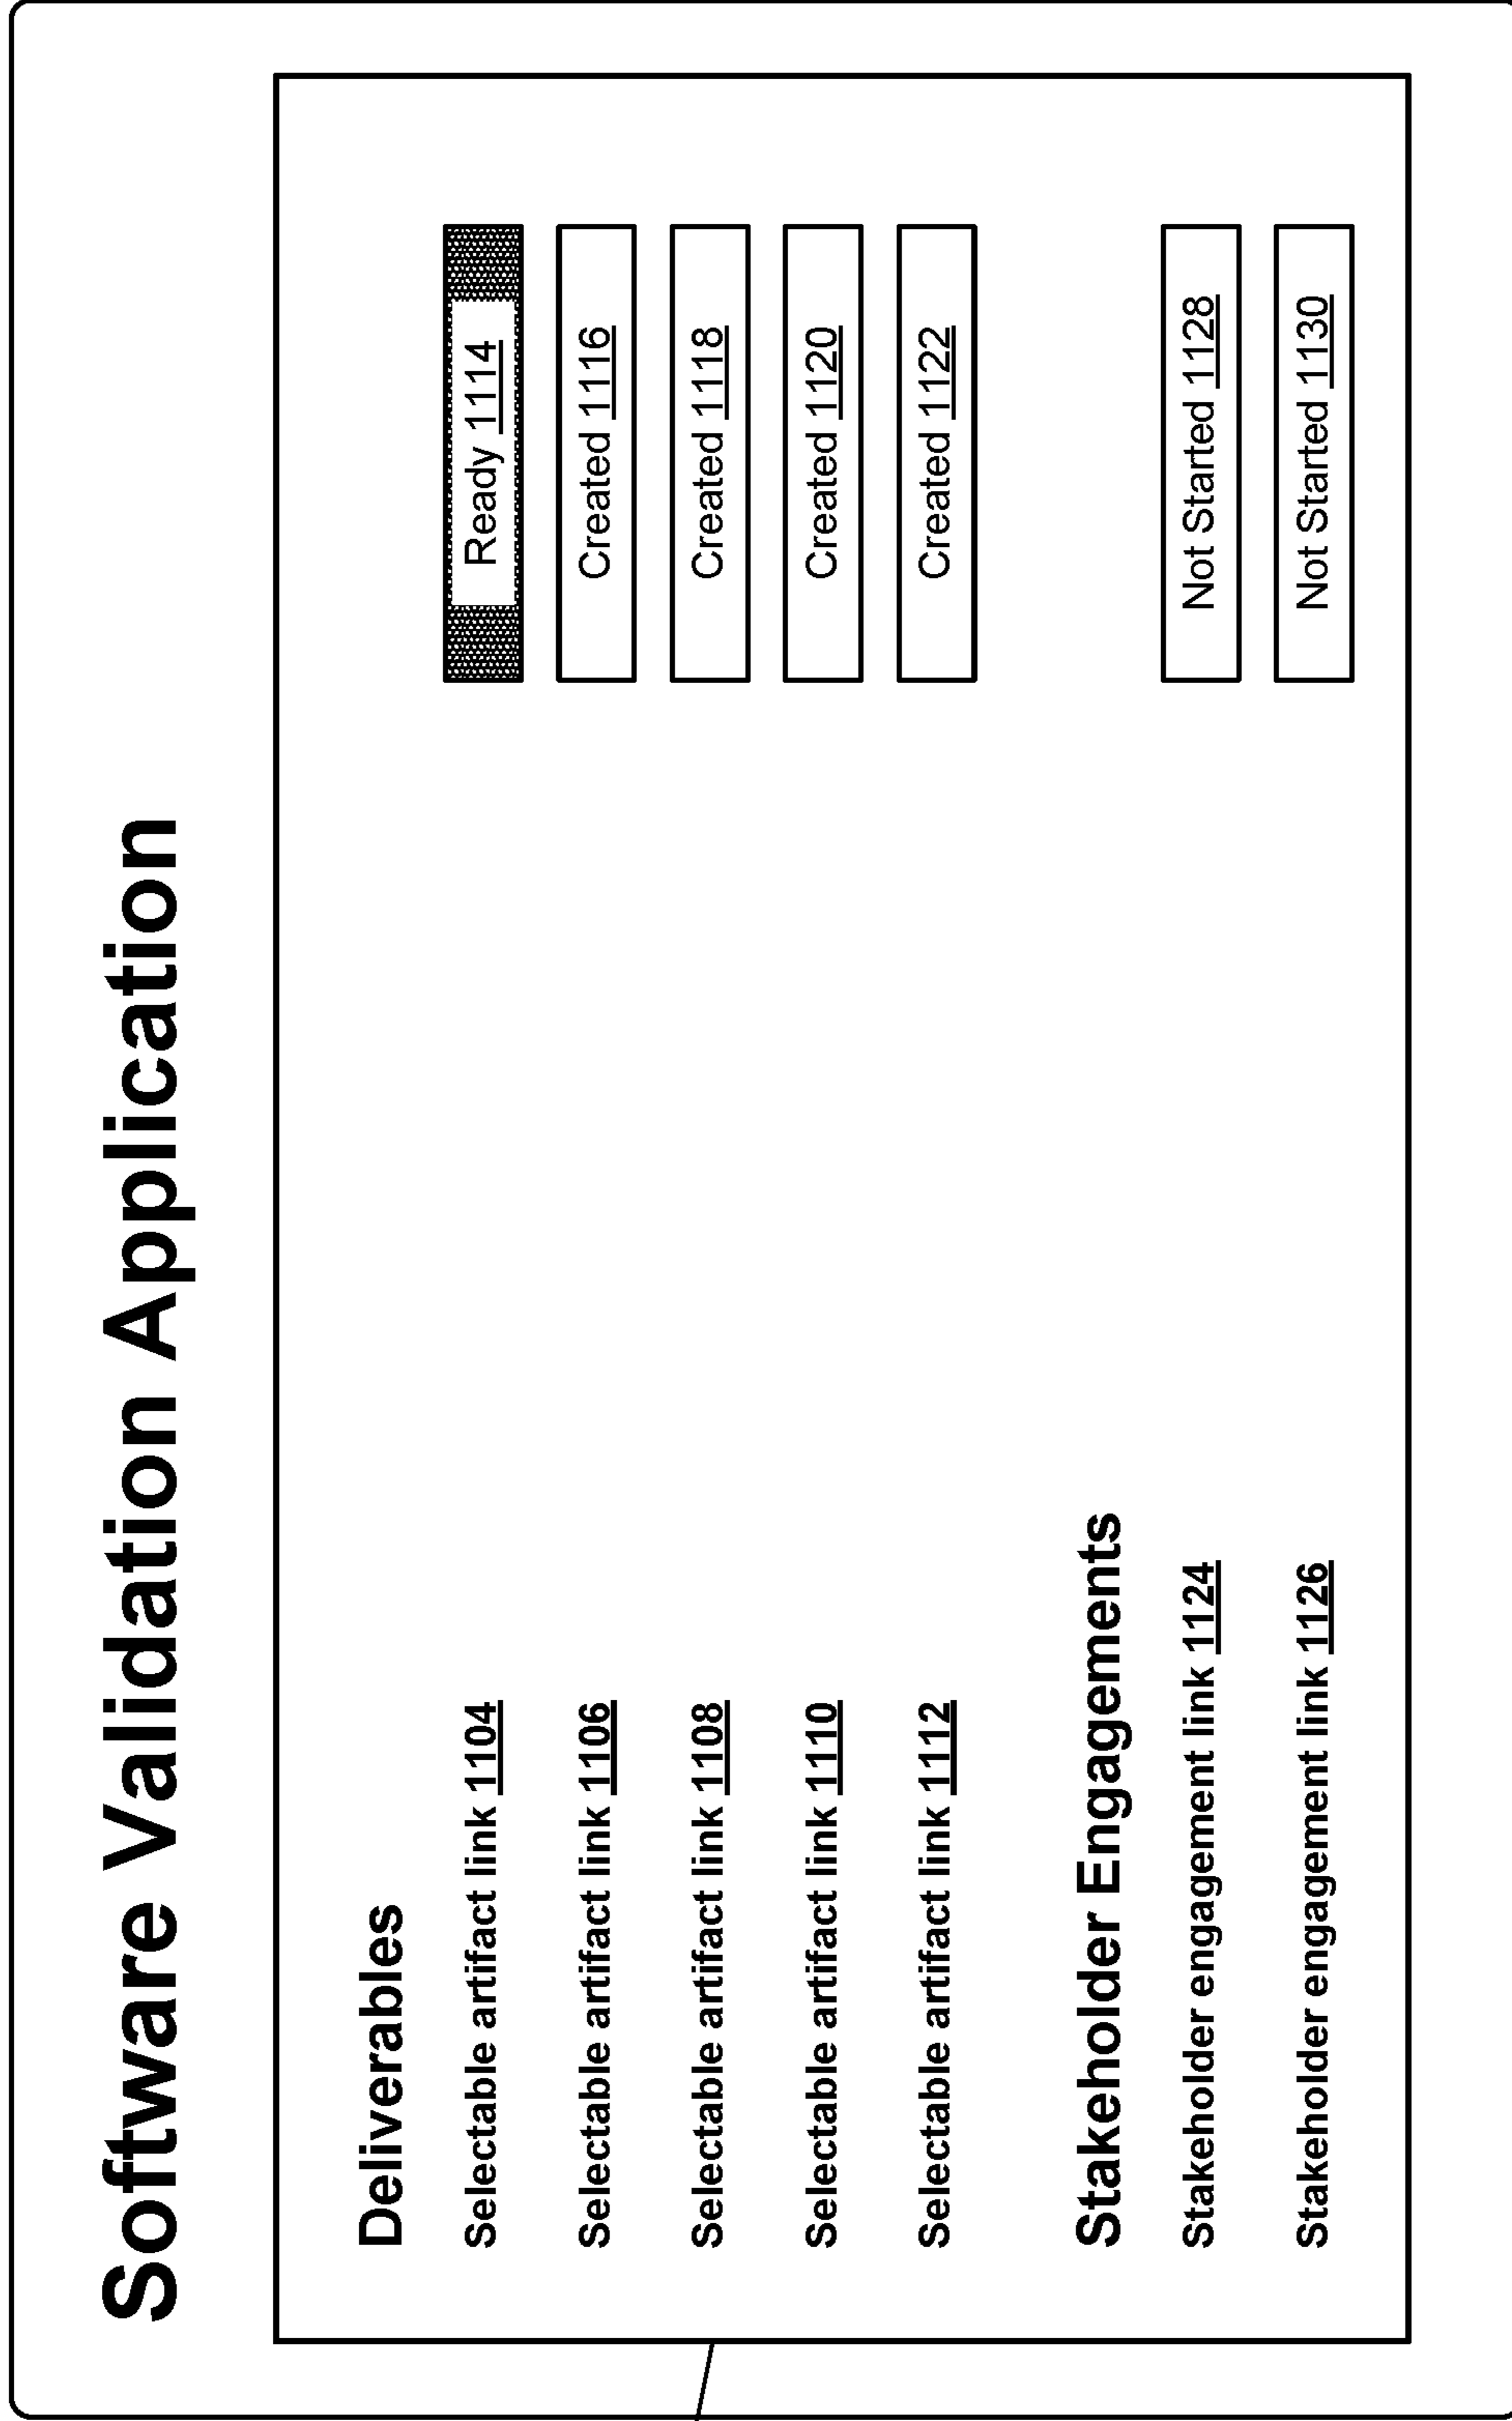 Software Validation Application
Deliverables
Selectable artifact link 1104 Ready 1114
Selectable artifact link 1106 Created 1116
Selectable artifact link 1108 Created 1118
Selectable artifact link 1110 Created 1120
Selectable artifact link 1112 Created 1122
Stakeholder Engagements
Stakeholder engagement link 1124 Not Started 1128
Stakeholder engagement link 1126 Not Started 1130